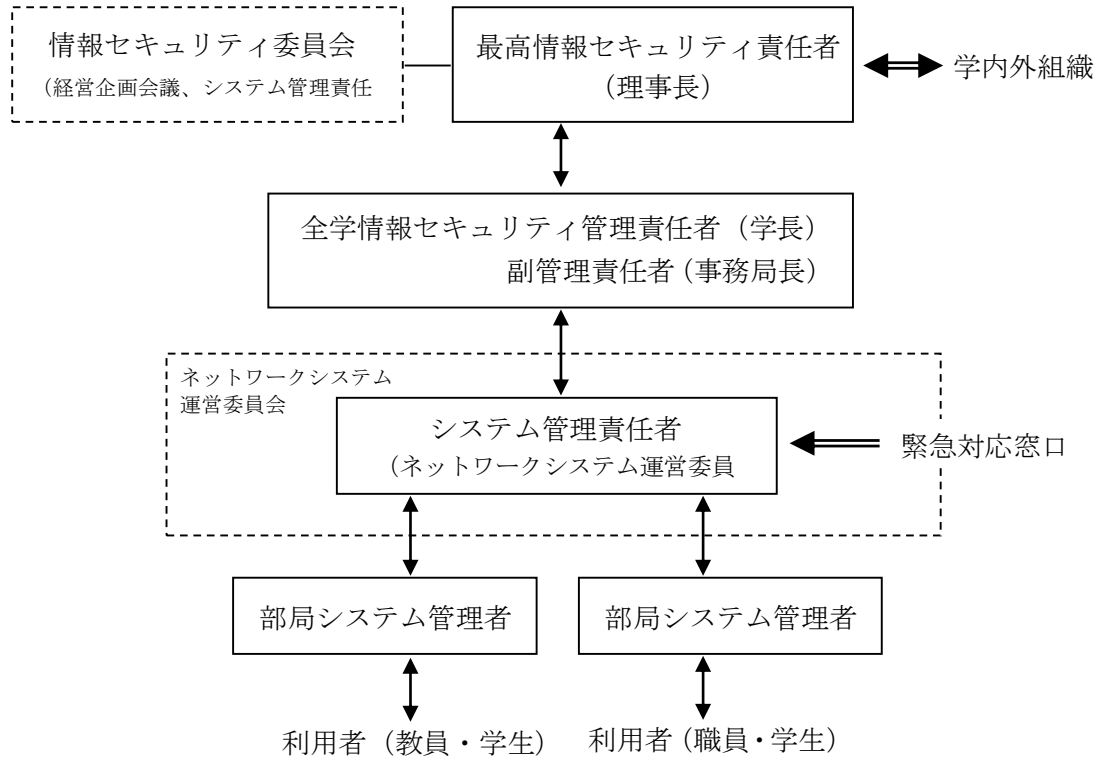 情報セキュリティ委員会
（経営企画会議、システム管理責任
最高情報セキュリティ責任者
（理事長）
学内外組織
全学情報セキュリティ管理責任者（学長）
副管理責任者（事務局長）
ネットワークシステム
運営委員会
システム管理責任者
（ネットワークシステム運営委員
緊急対応窓口
部局システム管理者
部局システム管理者
利用者（教員・学生）
利用者（職員・学生）